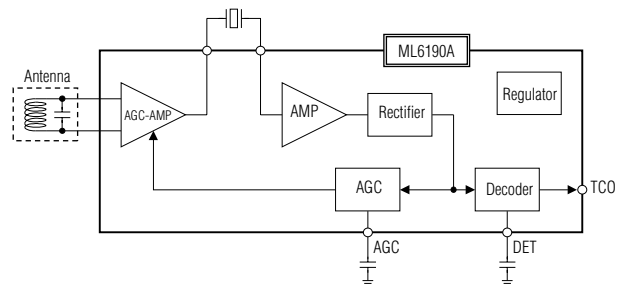 ML6190A
Antenna
Regulator
AGC-AMP
AMP
Rectifier
AGC
Decoder
TCO
AGC
DET